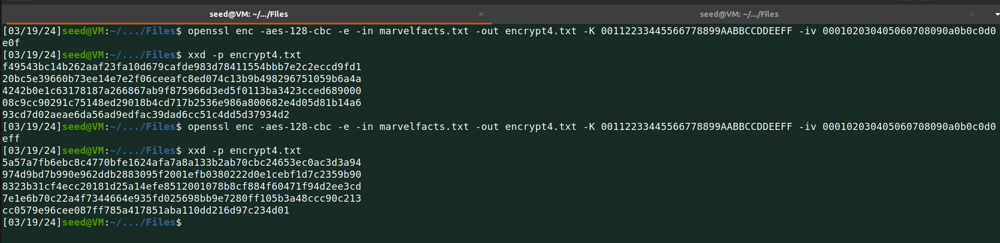 seed@VM: ~/.../Files × seed@VM: ~/.../Files ×
[03/19/24]seed@VM:~/.../Files$ openssl enc -aes-128-cbc -e -in marvelfacts.txt -out encrypt4.txt -K 00112233445566778899AABBCCDDEEFF -iv 000102030405060708090a0b0c0d0
e0f
[03/19/24]seed@VM:~/.../Files$ xxd -p encrypt4.txt
f49543bc14b262aaf23fa10d679cafde983d78411554bbb7e2c2eccd9fd1
20bc5e39660b73ee14e7e2f06ceeafc8ed074c13b9b498296751059b6a4a
4242b0e1c63178187a266867ab9f875966d3ed5f0113ba3423cced689000
08c9cc90291c75148ed29018b4cd717b2536e986a800682e4d05d81b14a6
93cd7d02aeae6da56ad9edfac39dad6cc51c4dd5d37934d2
[03/19/24]seed@VM:~/.../Files$ openssl enc -aes-128-cbc -e -in marvelfacts.txt -out encrypt4.txt -K 00112233445566778899AABBCCDDEEFF -iv 000102030405060708090a0b0c0d0
eff
[03/19/24]seed@VM:~/.../Files$ xxd -p encrypt4.txt
5a57a7fb6ebc8c4770bfe1624afa7a8a133b2ab70cbc24653ec0ac3d3a94
974d9bd7b990e962ddb2883095f2001efb0380222d0e1cebf1d7c2359b90
8323b31cf4ecc20181d25a14efe8512001078b8cf884f60471f94d2ee3cd
7e1e6b70c22a4f7344664e935fd025698bb9e7280ff105b3a48ccc90c213
cc0579e96cee087ff785a417851aba110dd216d97c234d01
[03/19/24]seed@VM:~/.../Files$